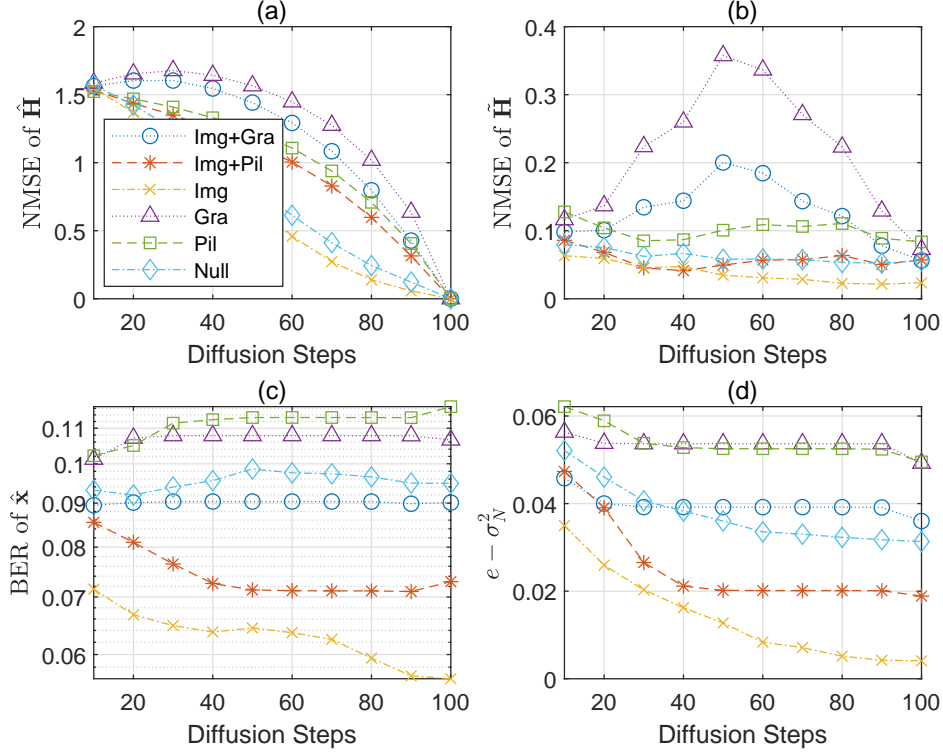 (a)
2
1.5
1
0.5
0
NMSE of Ĥ
20 40 60 80 100
Diffusion Steps
Img+Gra
Img+Pil
Img
Gra
Pil
Null
(b)
0.4
0.3
0.2
0.1
0
NMSE of H̃
20 40 60 80 100
Diffusion Steps
(c)
0.11
0.1
0.09
0.08
0.07
0.06
BER of x̂
20 40 60 80 100
Diffusion Steps
(d)
0.06
0.04
0.02
0
e − σ²_N
20 40 60 80 100
Diffusion Steps